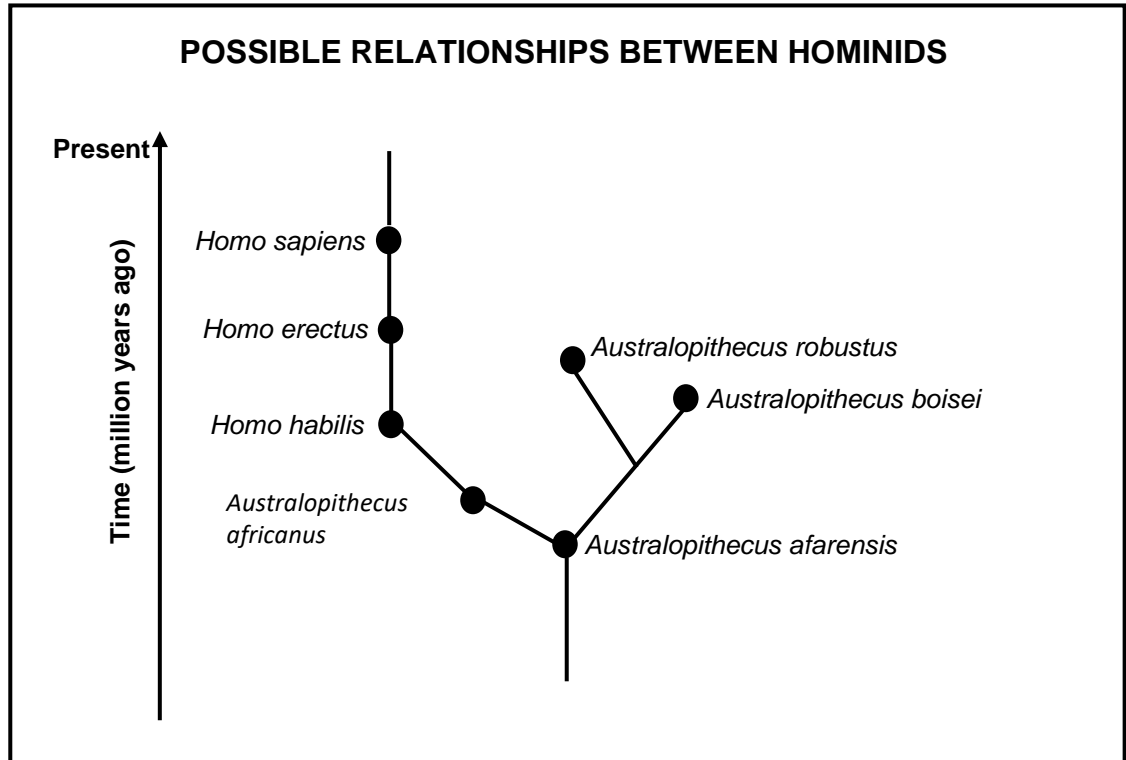 POSSIBLE RELATIONSHIPS BETWEEN HOMINIDS
Present
Time (million years ago)
Homo sapiens
Homo erectus
Australopithecus robustus
Australopithecus boisei
Homo habilis
Australopithecus
africanus
Australopithecus afarensis